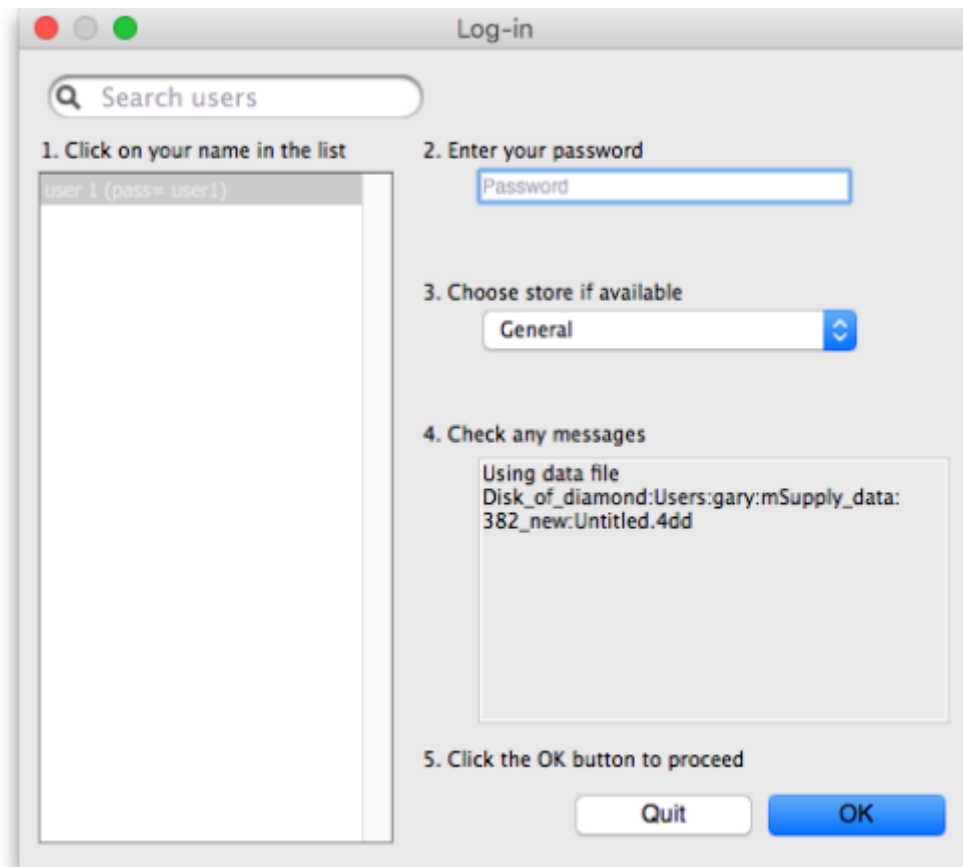 Log-in
Search users
1. Click on your name in the list
user 1 (pass= user1)
2. Enter your password
Password
3. Choose store if available
General
4. Check any messages
Using data file
Disk_of_diamond:Users:gary:mSupply_data:
382_new:Untitled.4dd
5. Click the OK button to proceed
Quit
OK